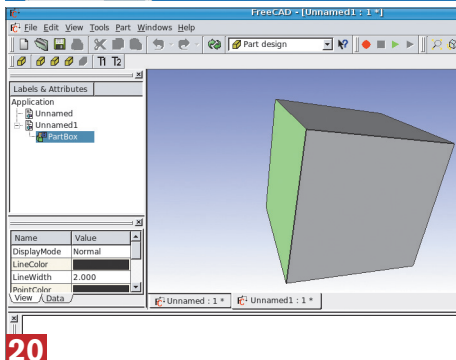 FreeCAD - [Unnamed1 : 1 *]
File Edit View Tools Part Windows Help
Part design
Labels & Attributes
Application
Unnamed
Unnamed1
PartBox
Name Value
DisplayMode Normal
LineColor
LineWidth 2.000
PointColor
View Data
Unnamed : 1 * Unnamed1 : 1 *
20